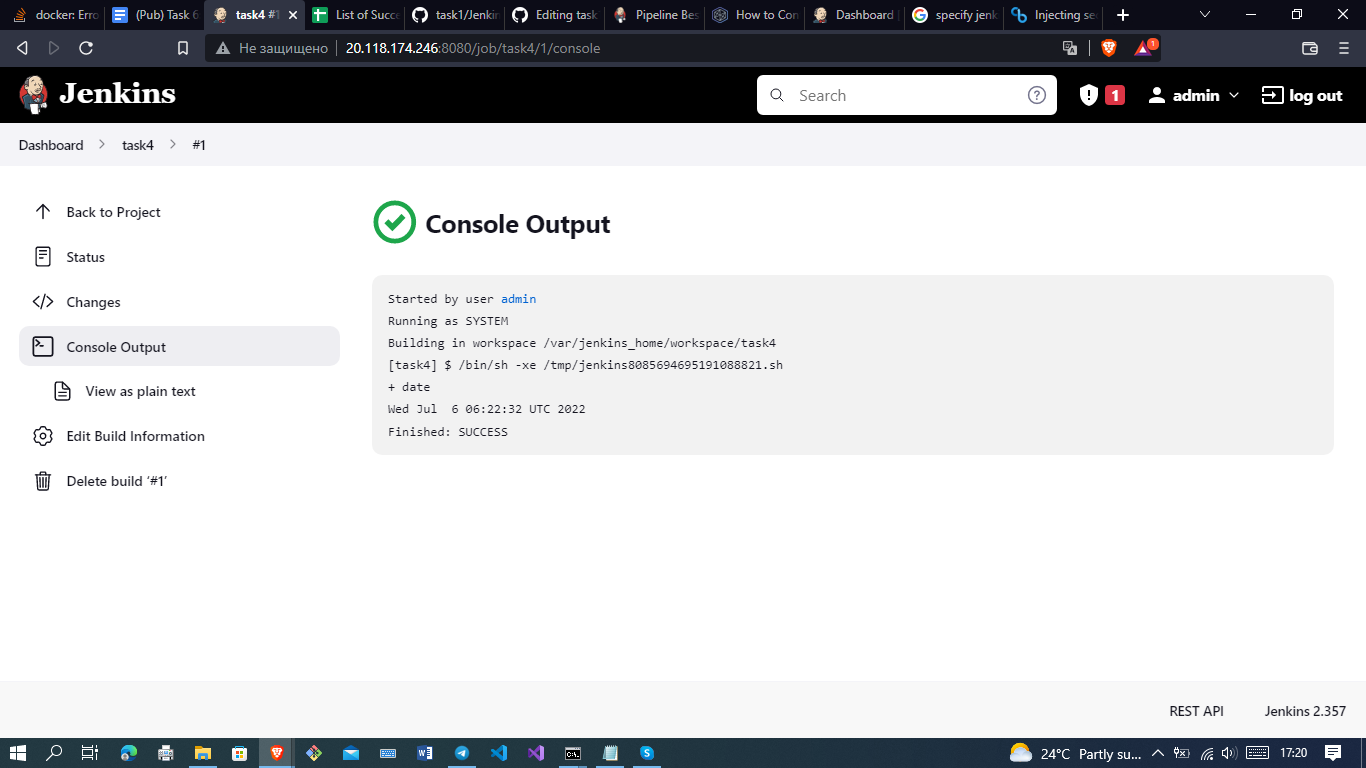 docker: Erro
(Pub) Task 6
task4 #1
List of Succe
task1/Jenkin
Editing task
Pipeline Bes
How to Con
Dashboard
specify jenk
Injecting se
Не защищено
20.118.174.246:8080/job/task4/1/console
1
Jenkins
Search
1
admin
log out
Dashboard
task4
#1
Back to Project
Status
Changes
Console Output
View as plain text
Edit Build Information
Delete build ‘#1’
Console Output
Started by user admin
Running as SYSTEM
Building in workspace /var/jenkins_home/workspace/task4
[task4] $ /bin/sh -xe /tmp/jenkins8085694695191088821.sh
+ date
Wed Jul  6 06:22:32 UTC 2022
Finished: SUCCESS
REST API
Jenkins 2.357
24°C Partly su...
17:20